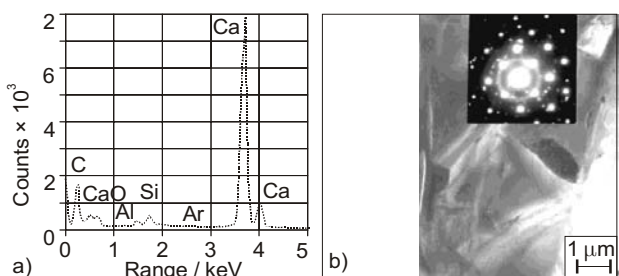 Counts × 10³
2
6
4
2
0
Ca
C
CaO
Al
Si
Ar
Ca
0 1 2 3 4 5
Range / keV
a)
b)
1 μm